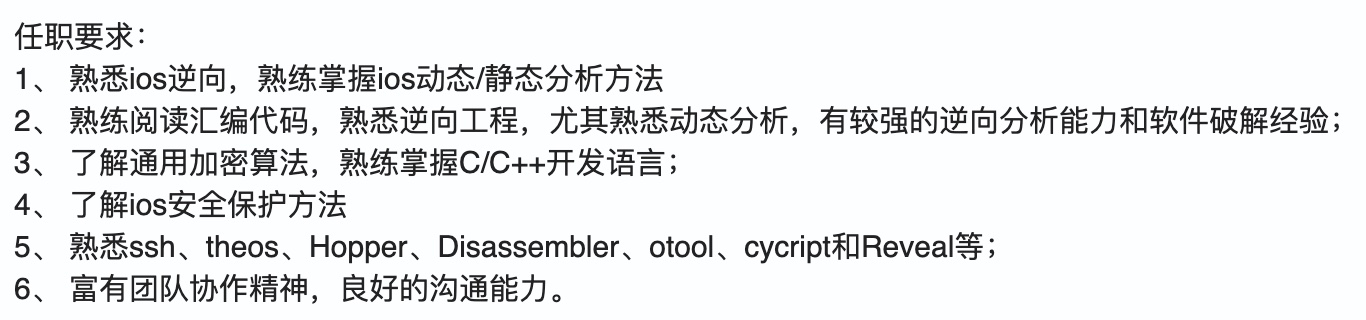 任职要求：
1、 熟悉ios逆向，熟练掌握ios动态/静态分析方法
2、 熟练阅读汇编代码，熟悉逆向工程，尤其熟悉动态分析，有较强的逆向分析能力和软件破解经验；
3、 了解通用加密算法，熟练掌握C/C++开发语言；
4、 了解ios安全保护方法
5、 熟悉ssh、theos、Hopper、Disassembler、otool、cycript和Reveal等；
6、 富有团队协作精神，良好的沟通能力。